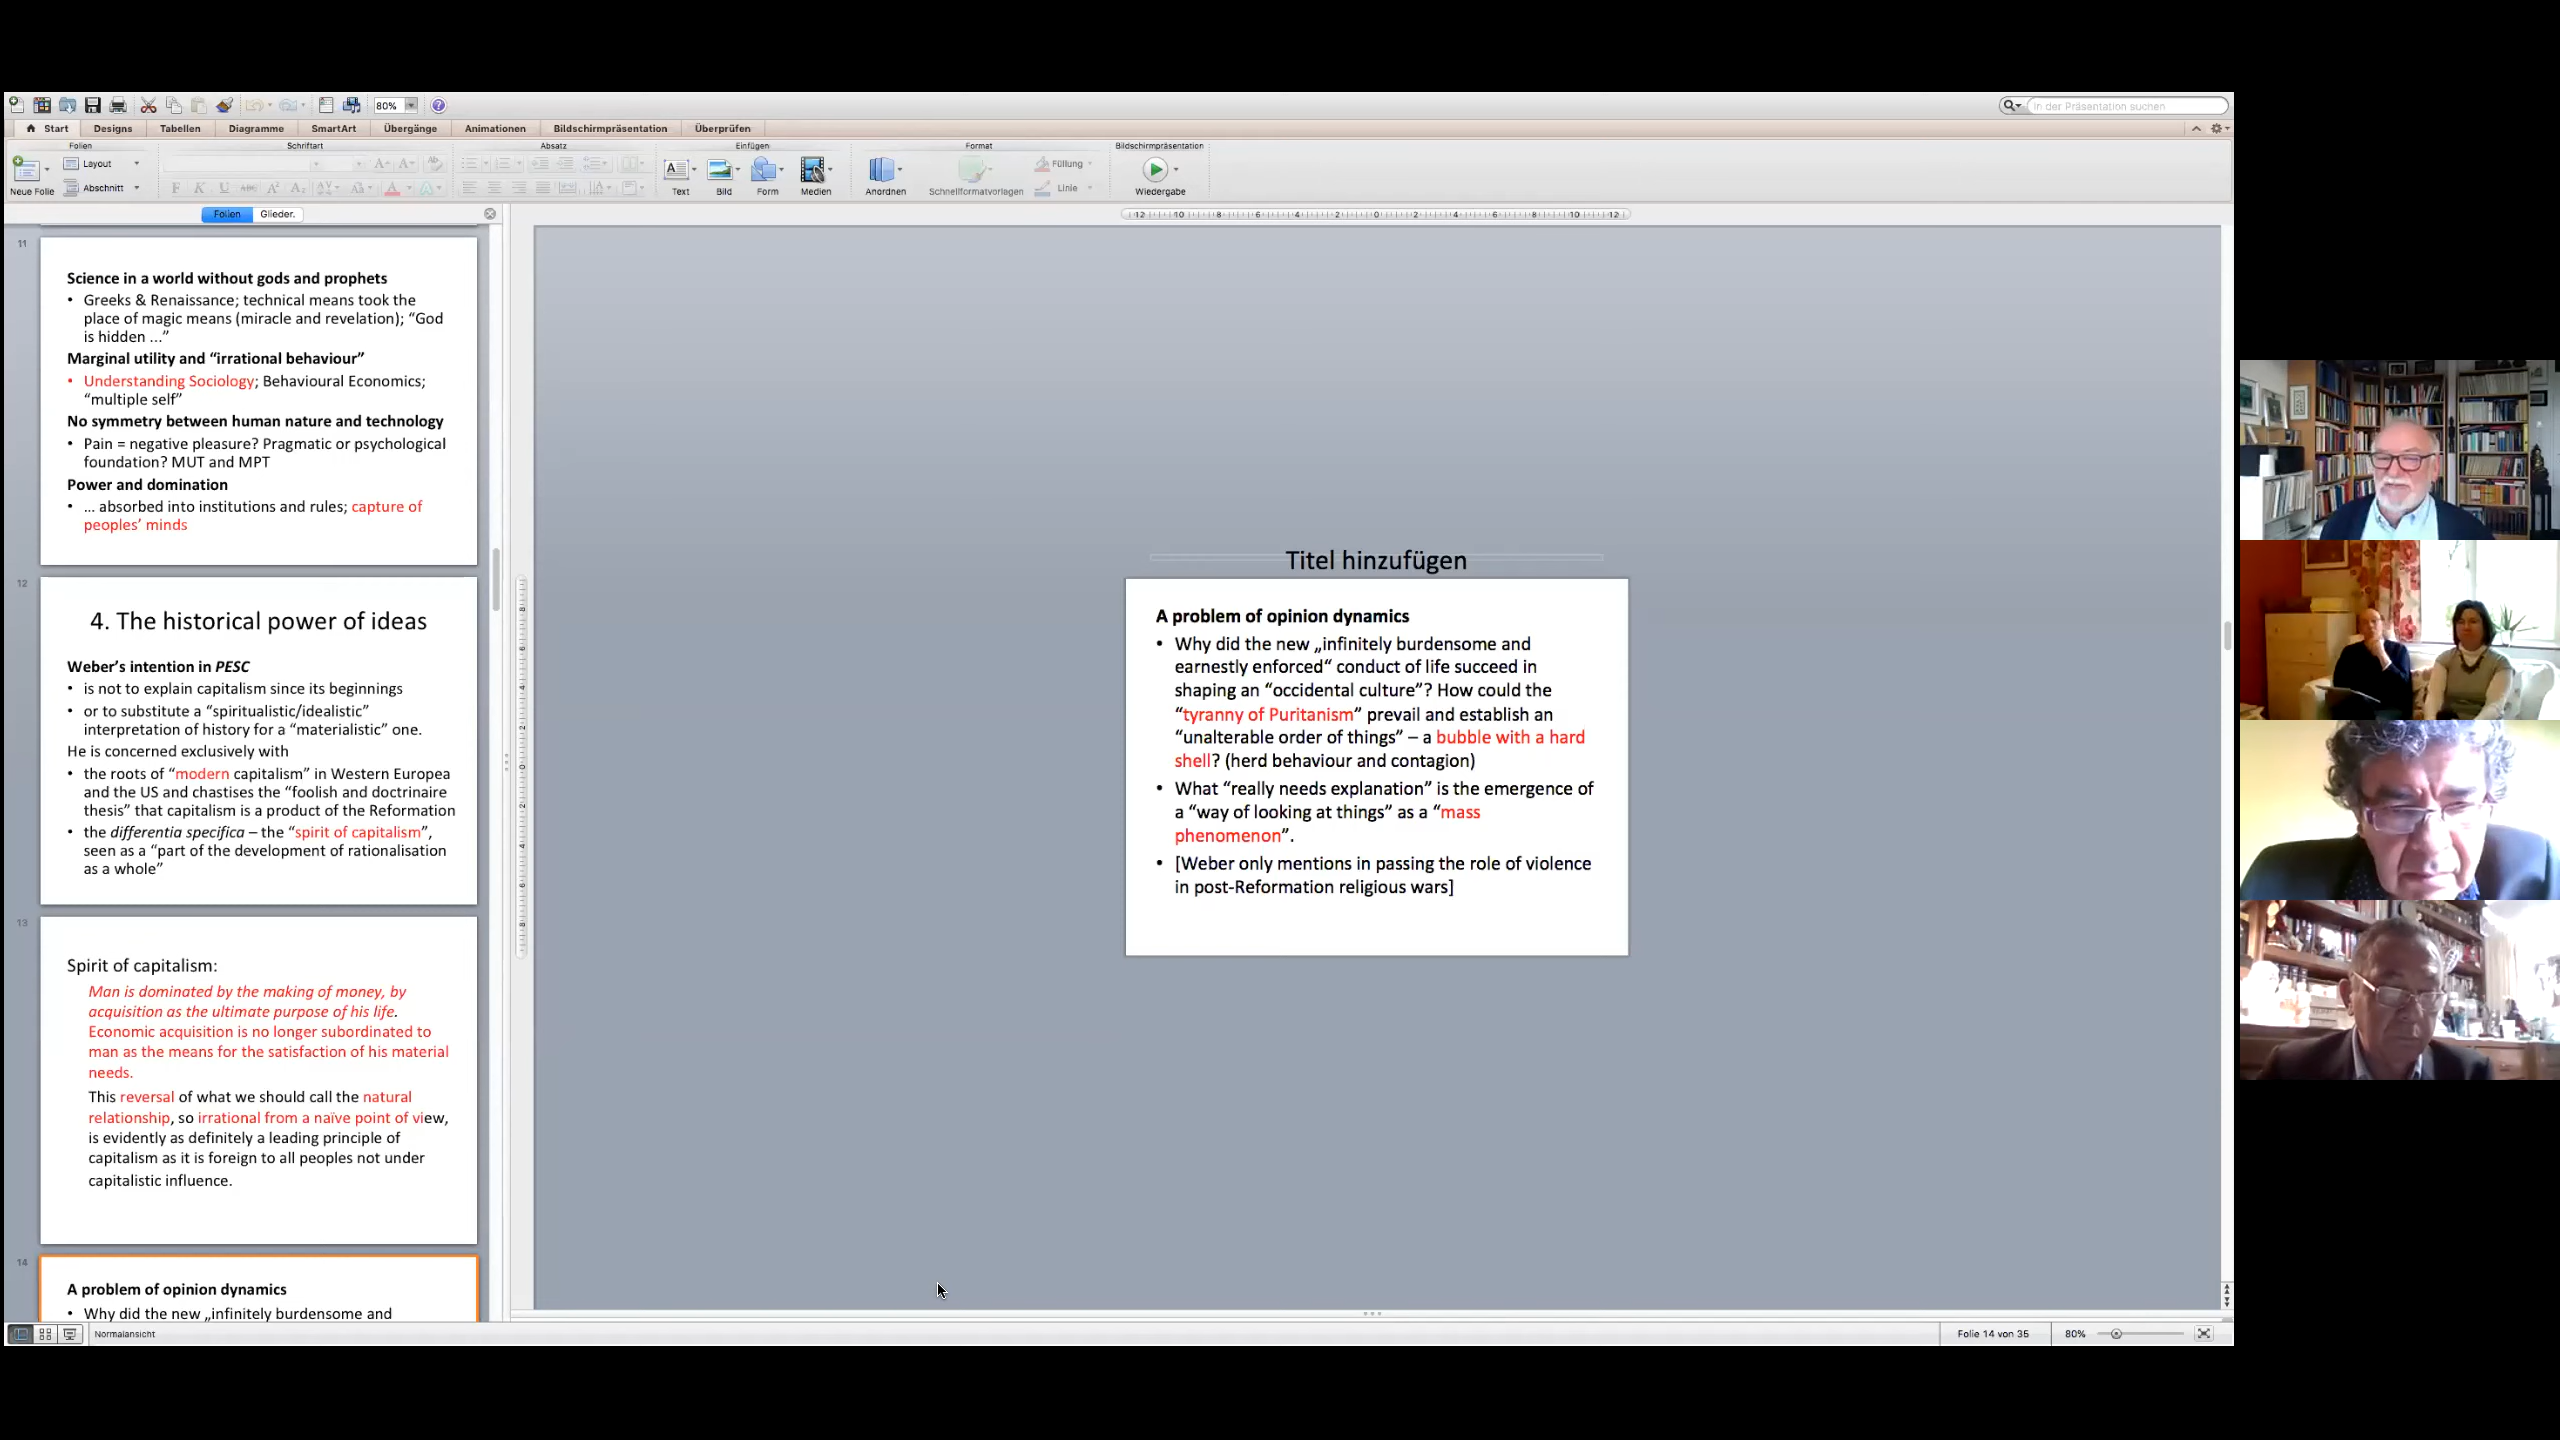 80%
In der Präsentation suchen
Start Designs Tabellen Diagramme SmartArt Übergänge Animationen Bildschirmpräsentation Überprüfen
Folien Schriftart Absatz Einfügen Format Bildschirmpräsentation
Neue Folie Layout Abschnitt Text Bild Form Medien Anordnen Schnellformatvorlagen Füllung Linie Wiedergabe
Folien Glieder.
11
Science in a world without gods and prophets
• Greeks & Renaissance; technical means took the
place of magic means (miracle and revelation); “God
is hidden ...”
Marginal utility and “irrational behaviour”
• Understanding Sociology; Behavioural Economics;
“multiple self”
No symmetry between human nature and technology
• Pain = negative pleasure? Pragmatic or psychological
foundation? MUT and MPT
Power and domination
• ... absorbed into institutions and rules; capture of
peoples’ minds
12
4. The historical power of ideas
Weber’s intention in PESC
• is not to explain capitalism since its beginnings
• or to substitute a “spiritualistic/idealistic”
interpretation of history for a “materialistic” one.
He is concerned exclusively with
• the roots of “modern capitalism” in Western Europea
and the US and chastises the “foolish and doctrinaire
thesis” that capitalism is a product of the Reformation
• the differentia specifica – the “spirit of capitalism”,
seen as a “part of the development of rationalisation
as a whole”
13
Spirit of capitalism:
Man is dominated by the making of money, by
acquisition as the ultimate purpose of his life.
Economic acquisition is no longer subordinated to
man as the means for the satisfaction of his material
needs.
This reversal of what we should call the natural
relationship, so irrational from a naïve point of view,
is evidently as definitely a leading principle of
capitalism as it is foreign to all peoples not under
capitalistic influence.
14
A problem of opinion dynamics
• Why did the new „infinitely burdensome and
Titel hinzufügen
A problem of opinion dynamics
• Why did the new „infinitely burdensome and
earnestly enforced“ conduct of life succeed in
shaping an “occidental culture”? How could the
“tyranny of Puritanism” prevail and establish an
“unalterable order of things” – a bubble with a hard
shell? (herd behaviour and contagion)
• What “really needs explanation” is the emergence of
a “way of looking at things” as a “mass
phenomenon”.
• [Weber only mentions in passing the role of violence
in post-Reformation religious wars]
Normalansicht
Folie 14 von 35
80%